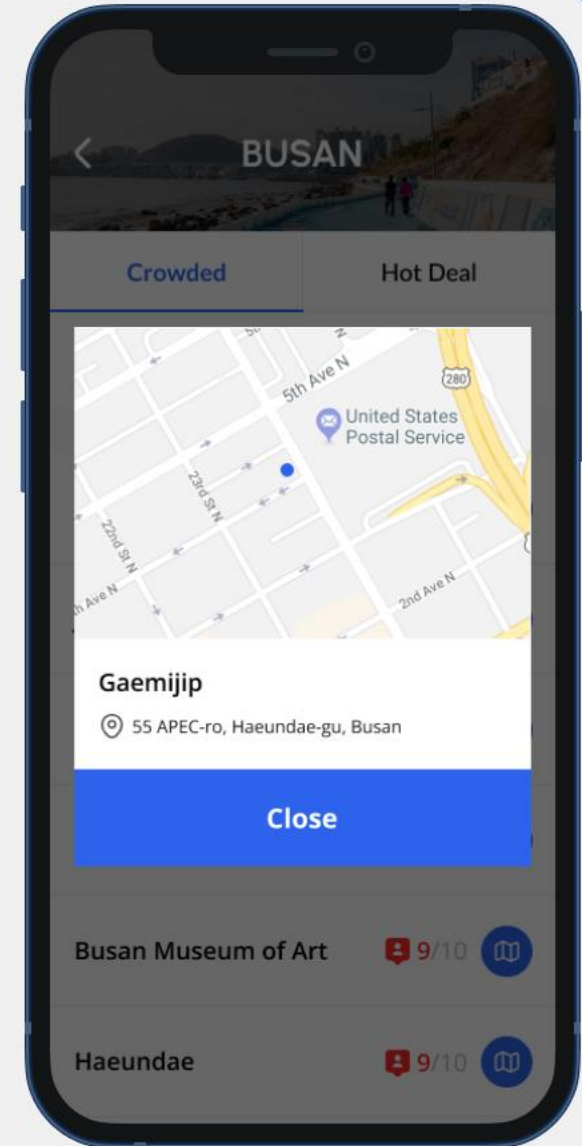 BUSAN
Crowded
Hot Deal
5th Ave N
280
United States
Postal Service
23rd St N
22nd St N
2nd Ave N
h Ave N
Gaemijip
55 APEC-ro, Haeundae-gu, Busan
Close
Busan Museum of Art
9/10
Haeundae
9/10